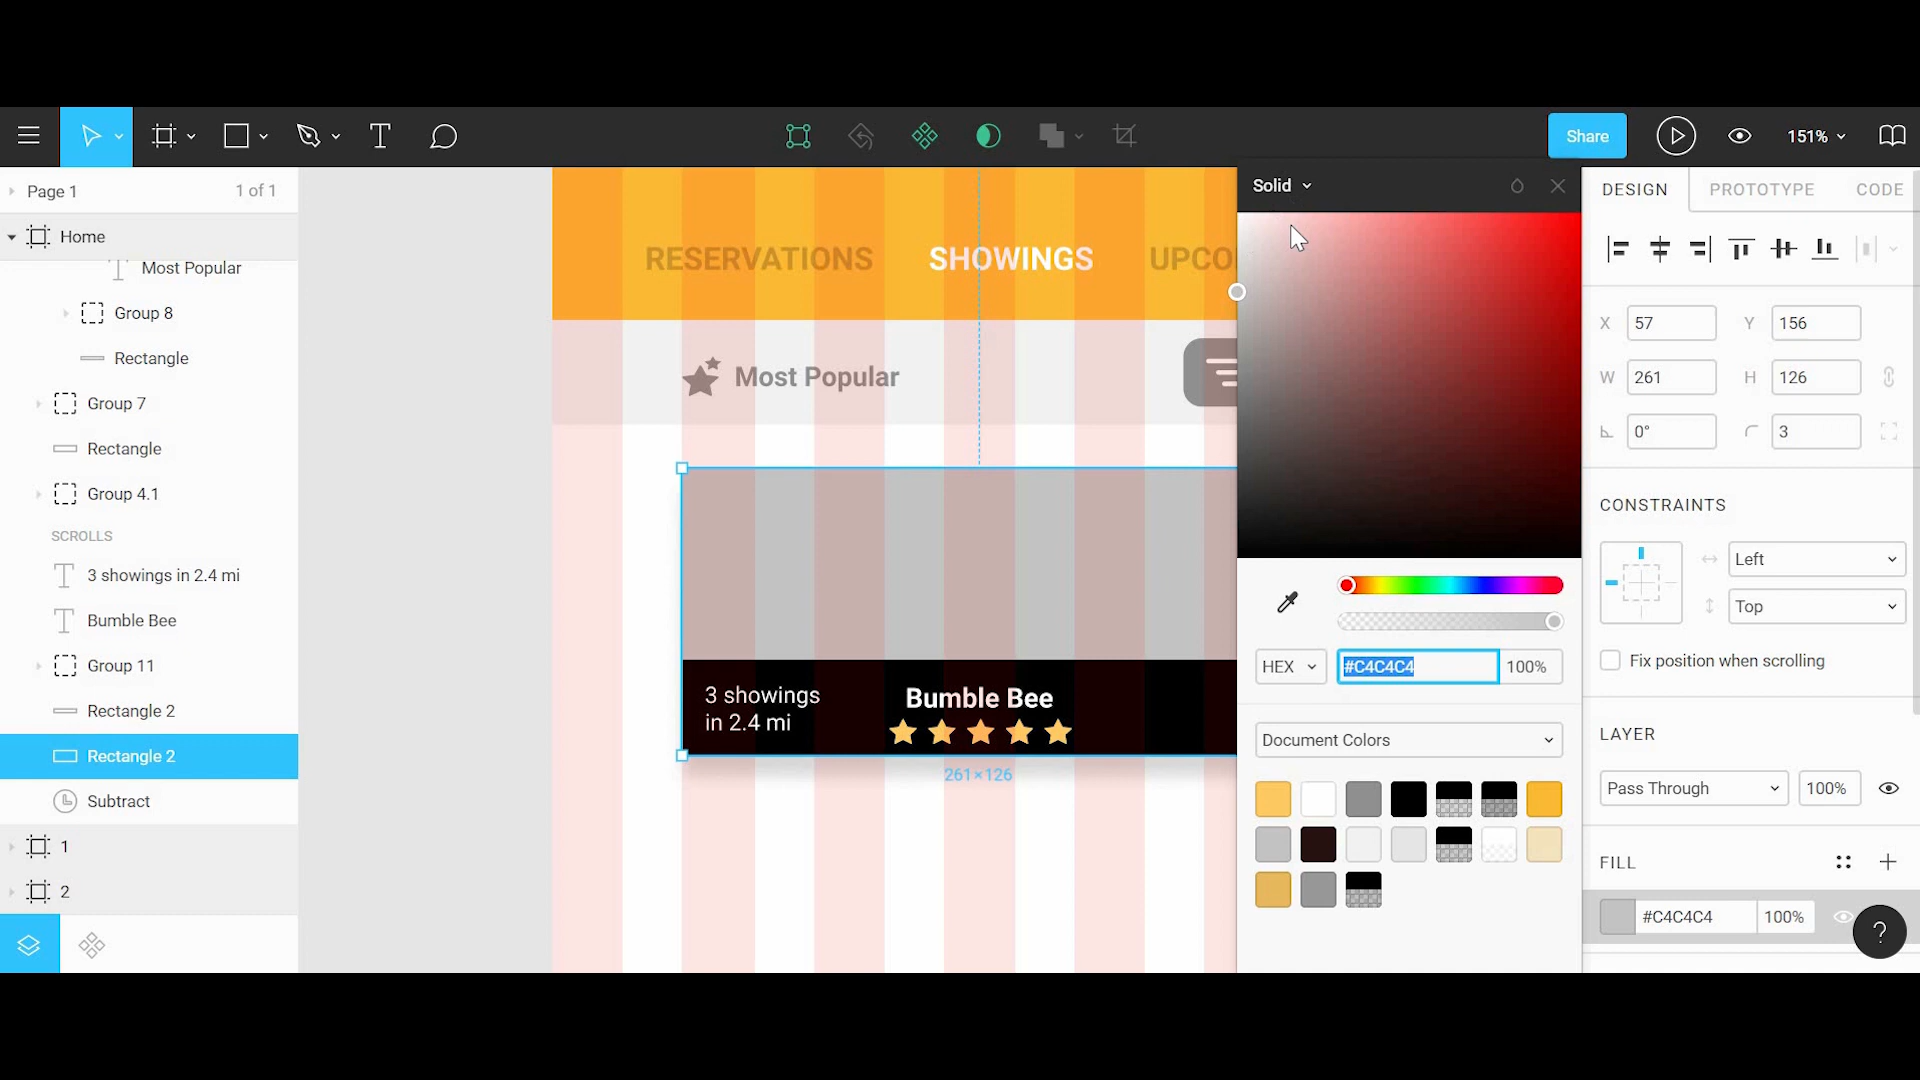 Share
151%
Page 1
1 of 1
Home
Most Popular
Group 8
Rectangle
Group 7
Rectangle
Group 4.1
SCROLLS
3 showings in 2.4 mi
Bumble Bee
Group 11
Rectangle 2
Rectangle 2
Subtract
1
2
RESERVATIONS
SHOWINGS
UPCO
Most Popular
3 showings
in 2.4 mi
Bumble Bee
261×126
Solid
HEX
#C4C4C4
100%
Document Colors
DESIGN
PROTOTYPE
CODE
X
57
Y
156
W
261
H
126
0°
3
CONSTRAINTS
Left
Top
Fix position when scrolling
LAYER
Pass Through
100%
FILL
#C4C4C4
100%
?